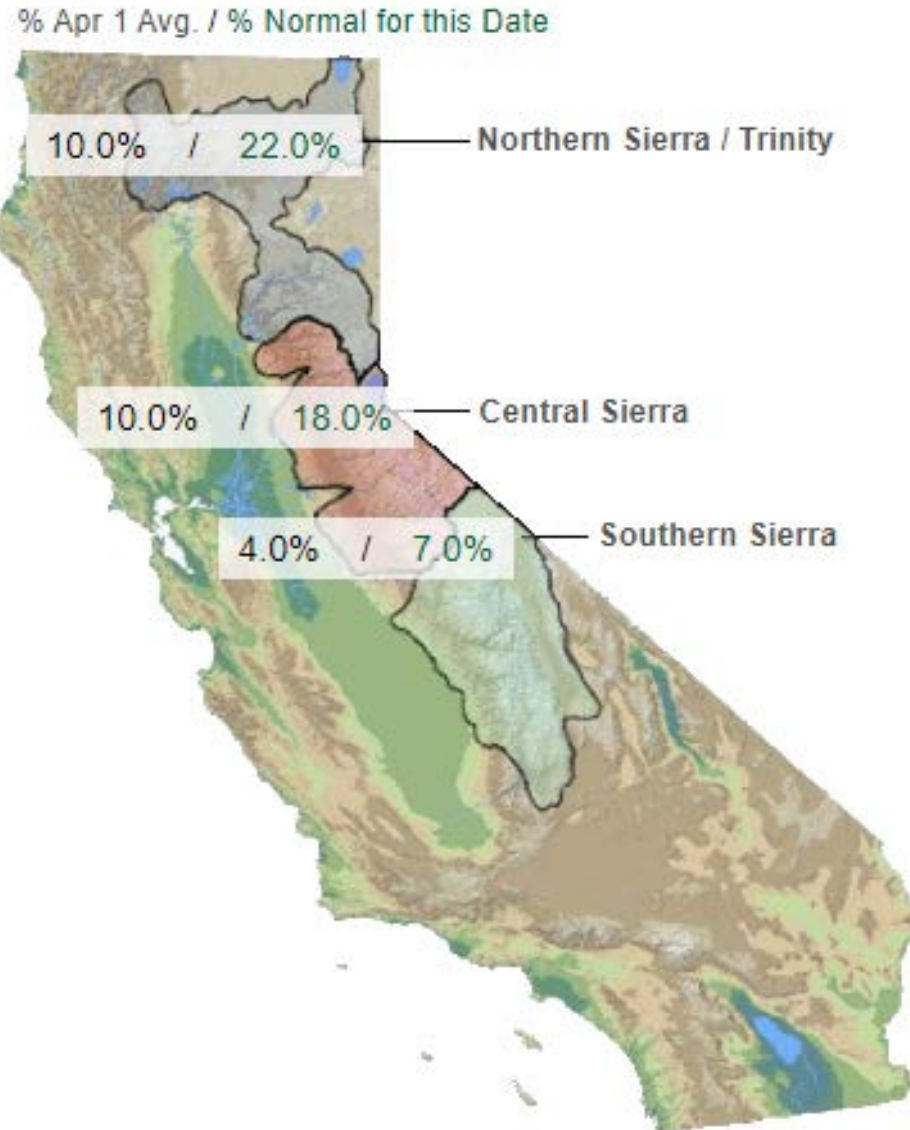 % Apr 1 Avg. / % Normal for this Date
10.0% / 22.0% Northern Sierra / Trinity
10.0% / 18.0% Central Sierra
4.0% / 7.0% Southern Sierra